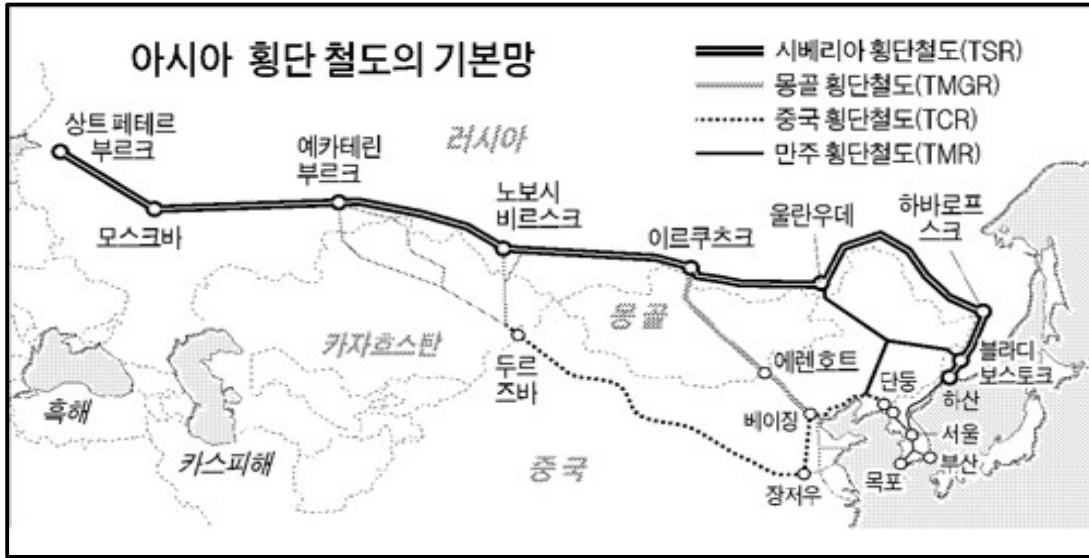 아시아 횡단 철도의 기본망
시베리아 횡단철도(TSR)
몽골 횡단철도(TMGR)
중국 횡단철도(TCR)
만주 횡단철도(TMR)
상트 페테르
부르크
모스크바
예카테린
부르크
러시아
노보시
비르스크
이르쿠츠크
울란우데
하바로프
스크
카자흐스탄
몽골
두르
즈바
에렌호트
단둥
블라디
보스토크
하산
베이징
서울
부산
목포
장저우
흑해
카스피해
중국